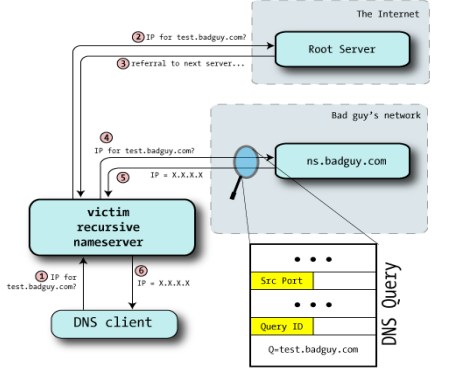 The Internet
2 IP for test.badguy.com?
Root Server
3 referral to next server...
Bad guy's network
4
IP for test.badguy.com?
ns.badguy.com
5
IP = X.X.X.X
victim
recursive
nameserver
1 IP for
test.badguy.com?
6
IP = X.X.X.X
DNS client
• • •
Src Port
• • •
Query ID
Q=test.badguy.com
DNS Query